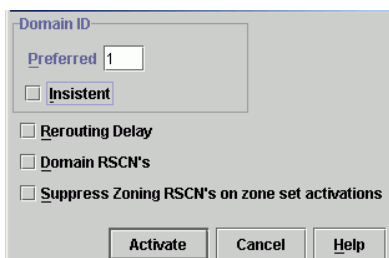 Domain ID
Preferred 1
Insistent
Rerouting Delay
Domain RSCN's
Suppress Zoning RSCN's on zone set activations
Activate Cancel Help